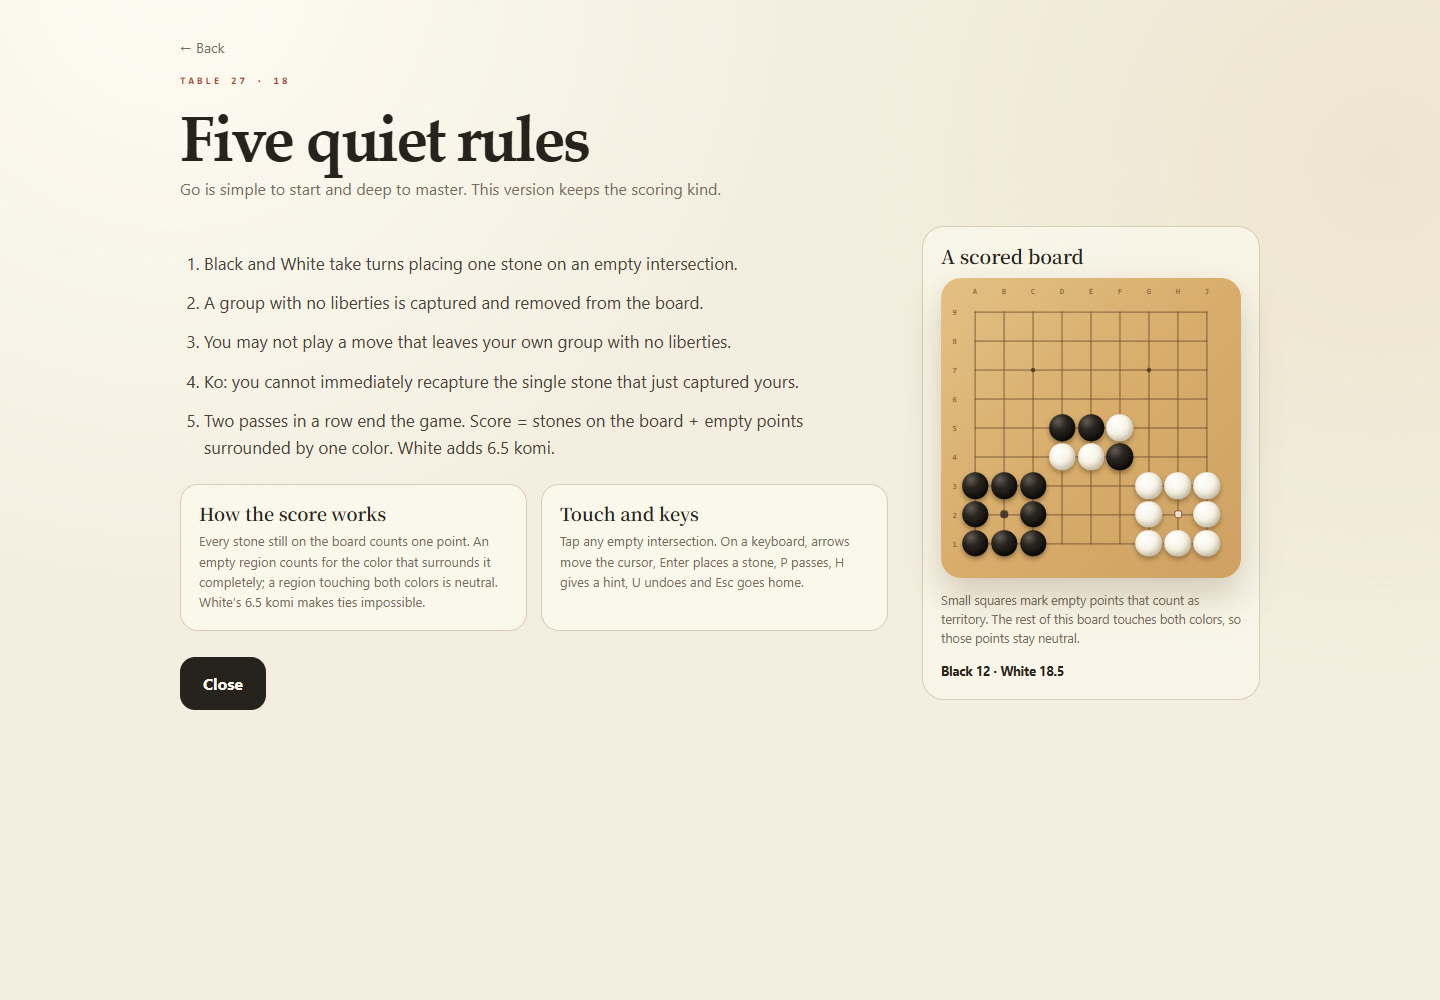 ← Back
TABLE 27 · 18
Five quiet rules
Go is simple to start and deep to master. This version keeps the scoring kind.
1. Black and White take turns placing one stone on an empty intersection.
2. A group with no liberties is captured and removed from the board.
3. You may not play a move that leaves your own group with no liberties.
4. Ko: you cannot immediately recapture the single stone that just captured yours.
5. Two passes in a row end the game. Score = stones on the board + empty points
surrounded by one color. White adds 6.5 komi.
How the score works
Every stone still on the board counts one point. An
empty region counts for the color that surrounds it
completely; a region touching both colors is neutral.
White's 6.5 komi makes ties impossible.
Touch and keys
Tap any empty intersection. On a keyboard, arrows
move the cursor, Enter places a stone, P passes, H
gives a hint, U undoes and Esc goes home.
Close
A scored board
A B C D E F G H J
9
8
7
6
5
4
3
2
1
Small squares mark empty points that count as
territory. The rest of this board touches both colors, so
those points stay neutral.
Black 12 · White 18.5